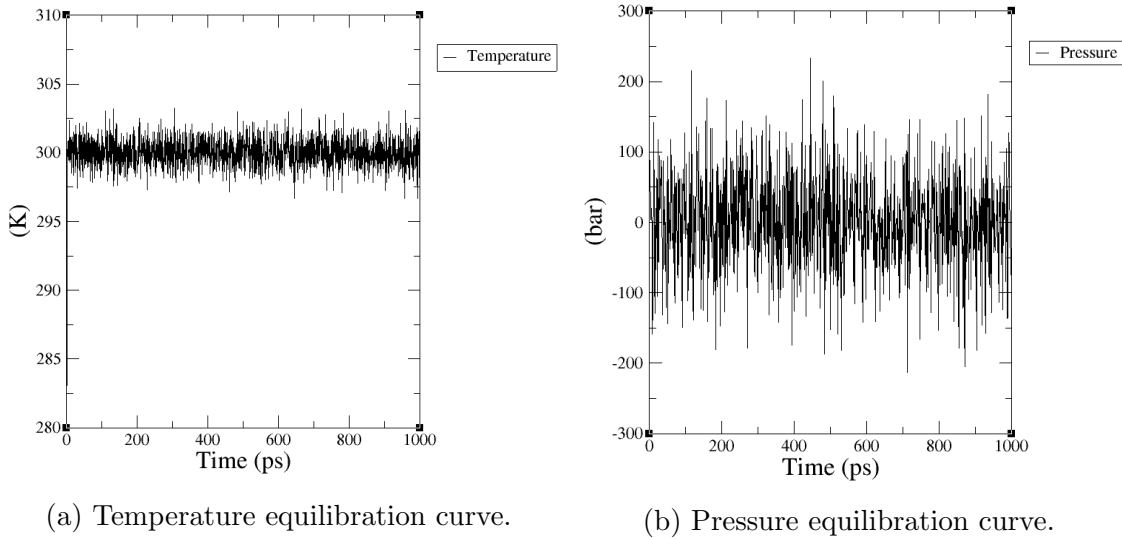 310
305
300
295
290
285
280
(K)
0 200 400 600 800 1000
Time (ps)
Temperature
(a) Temperature equilibration curve.
300
200
100
0
-100
-200
-300
(bar)
0 200 400 600 800 1000
Time (ps)
Pressure
(b) Pressure equilibration curve.